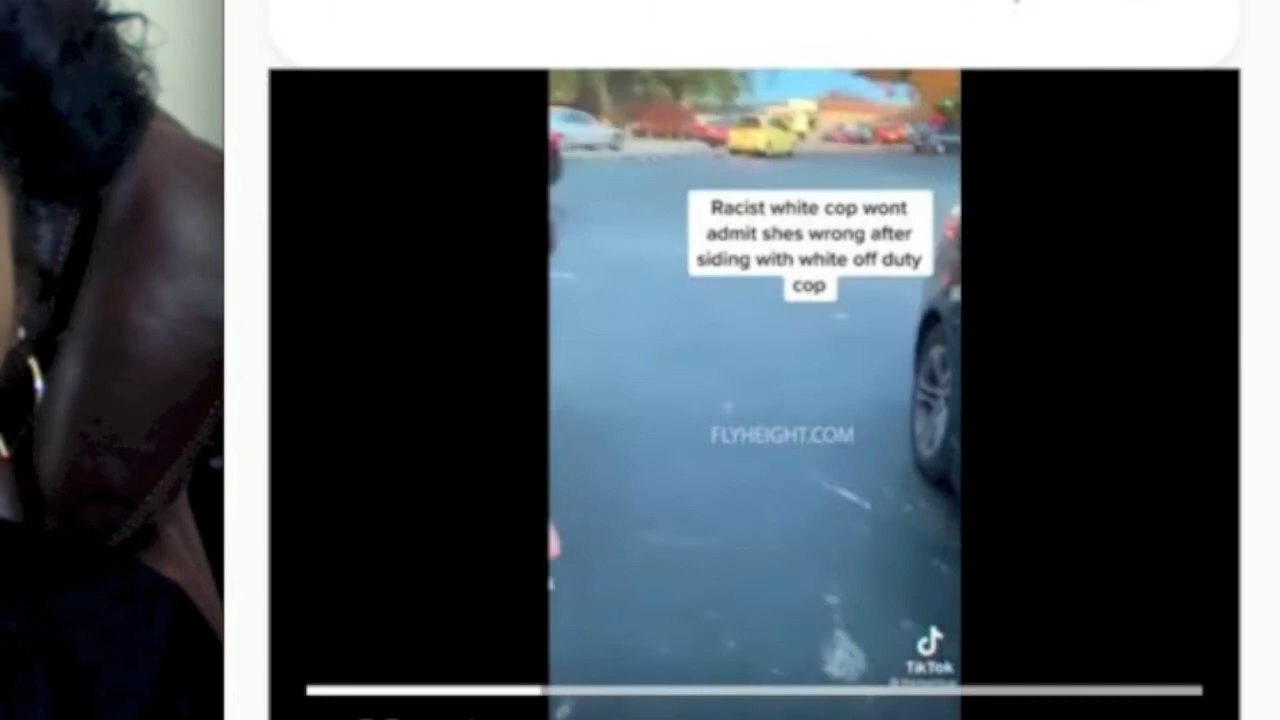 Racist white cop wont
admit shes wrong after
siding with white off duty
cop
FLYHEIGHT.COM
TikTok